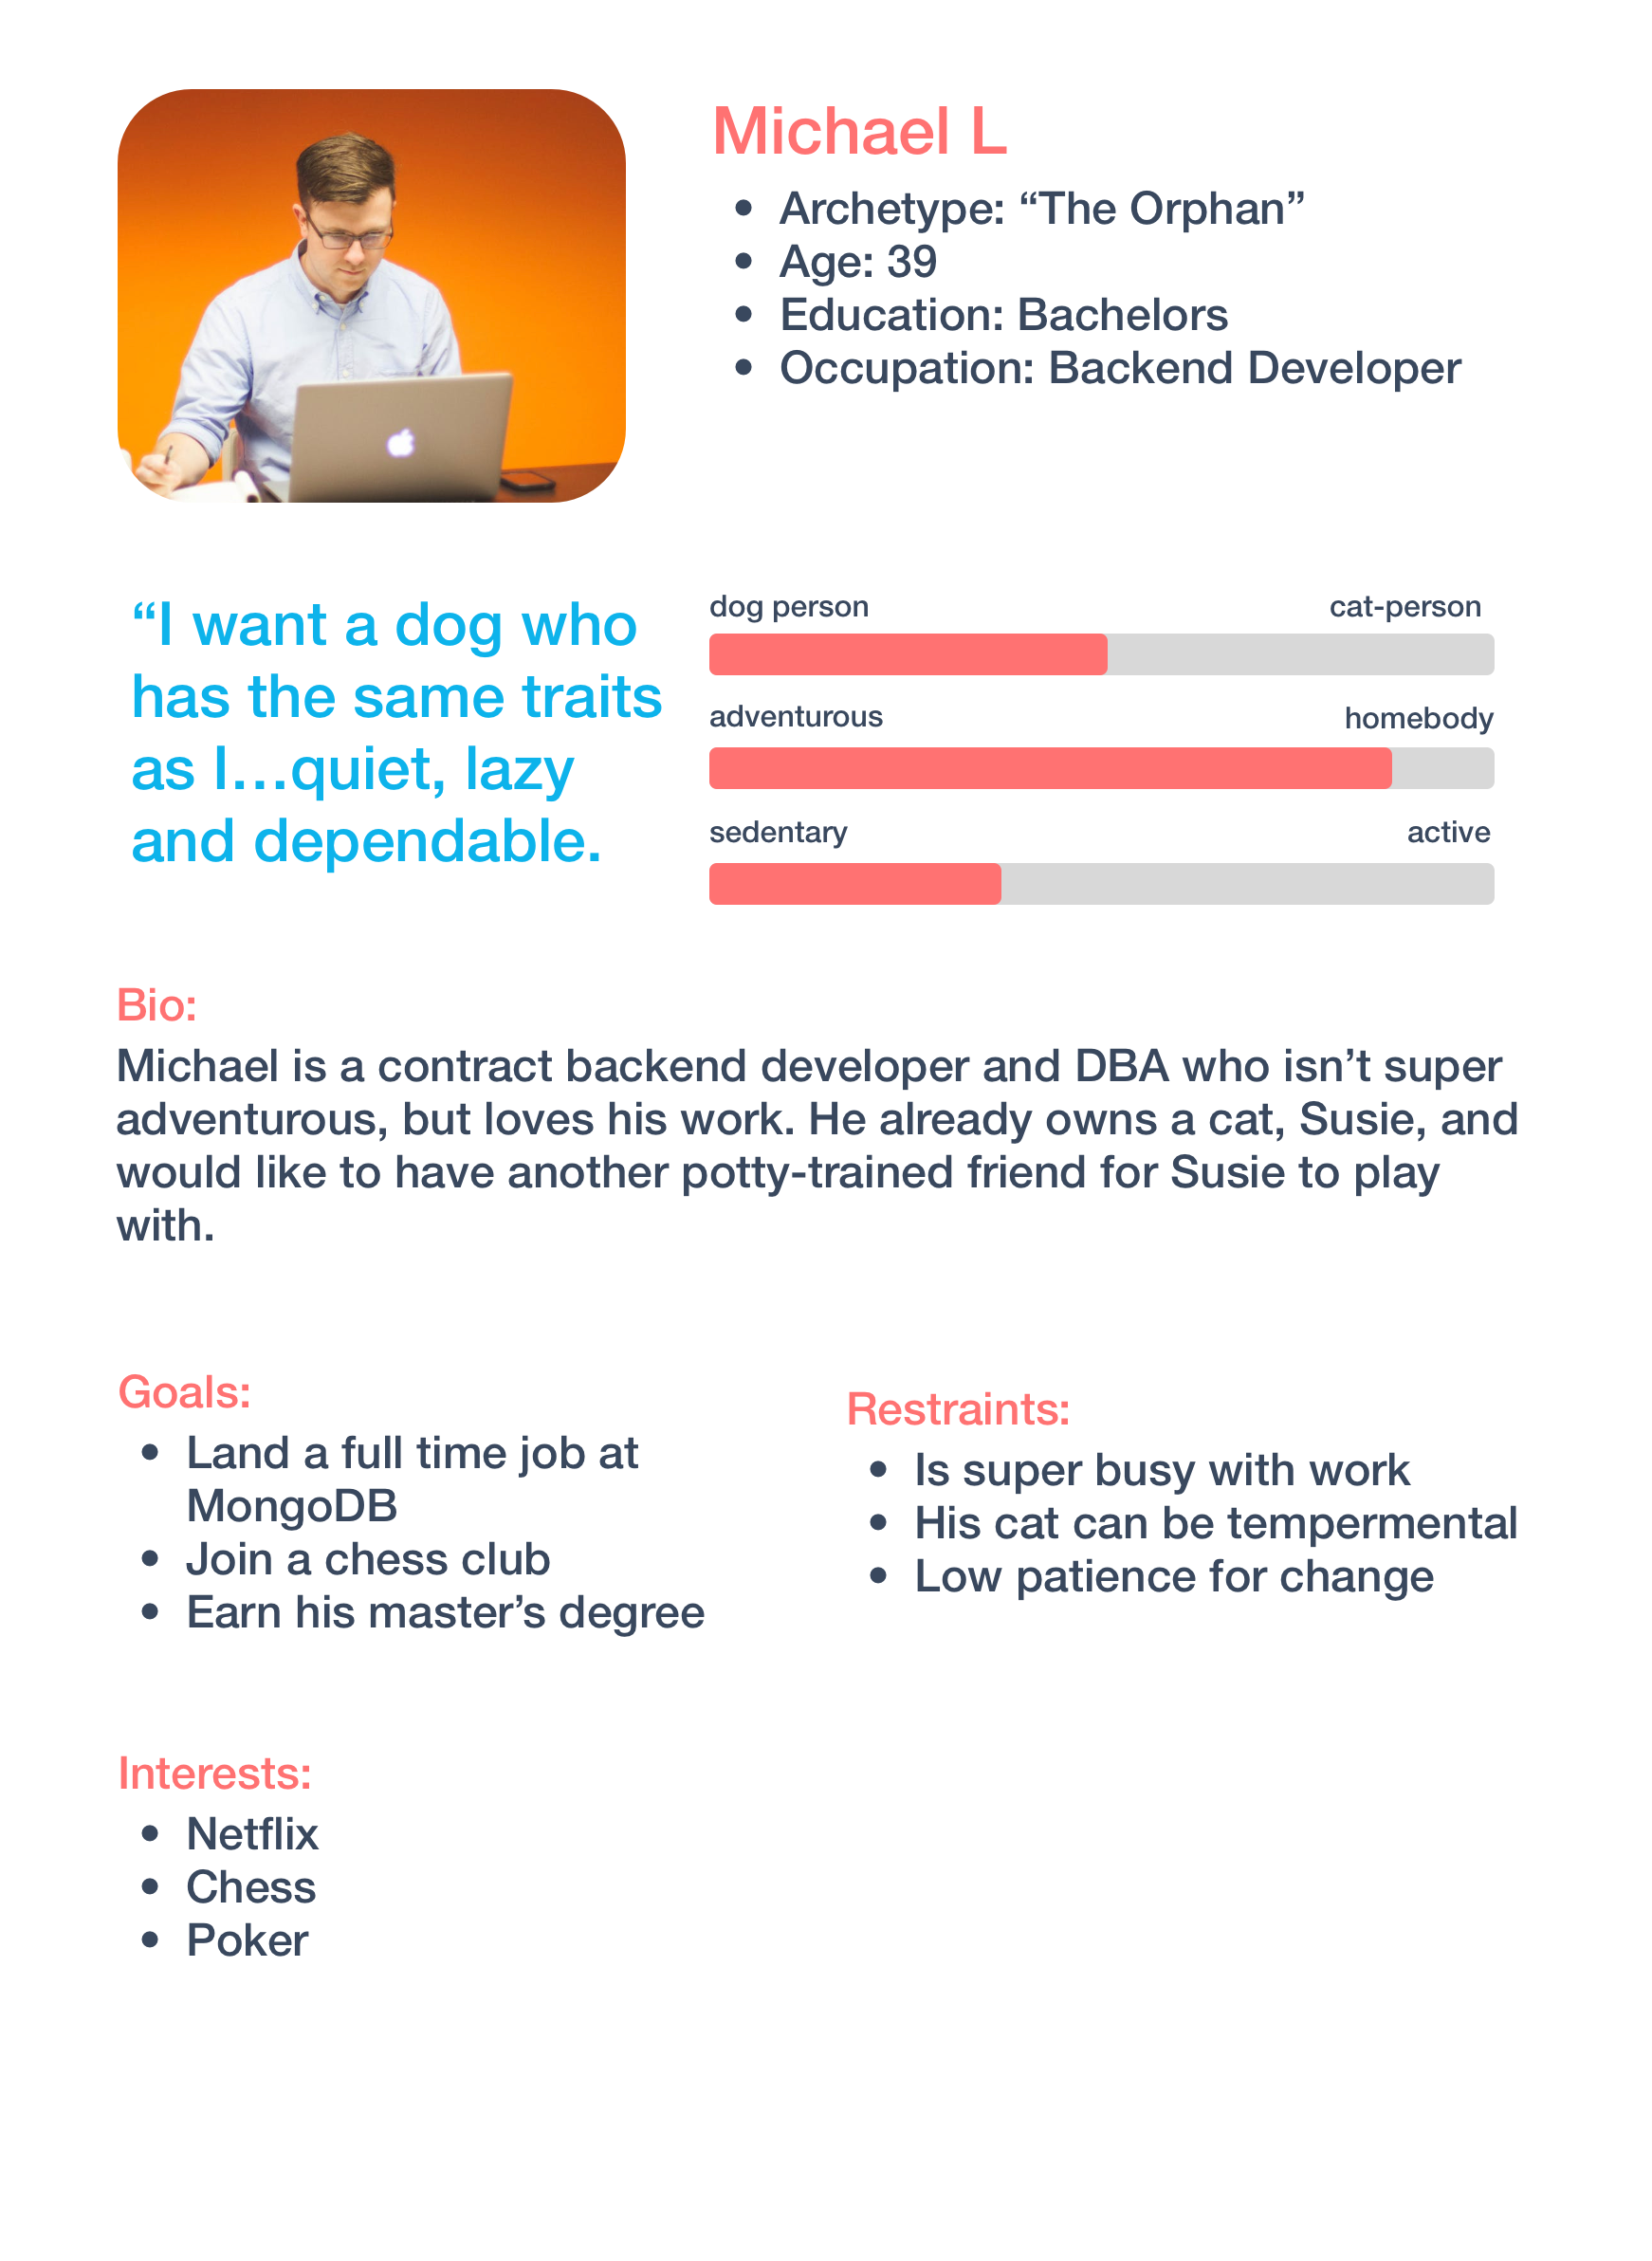 Michael L
• Archetype: “The Orphan”
• Age: 39
• Education: Bachelors
• Occupation: Backend Developer
“I want a dog who
has the same traits
as I...quiet, lazy
and dependable.
dog person cat-person
adventurous homebody
sedentary active
Bio:
Michael is a contract backend developer and DBA who isn’t super
adventurous, but loves his work. He already owns a cat, Susie, and
would like to have another potty-trained friend for Susie to play
with.
Goals:
• Land a full time job at
MongoDB
• Join a chess club
• Earn his master’s degree
Restraints:
• Is super busy with work
• His cat can be tempermental
• Low patience for change
Interests:
• Netflix
• Chess
• Poker